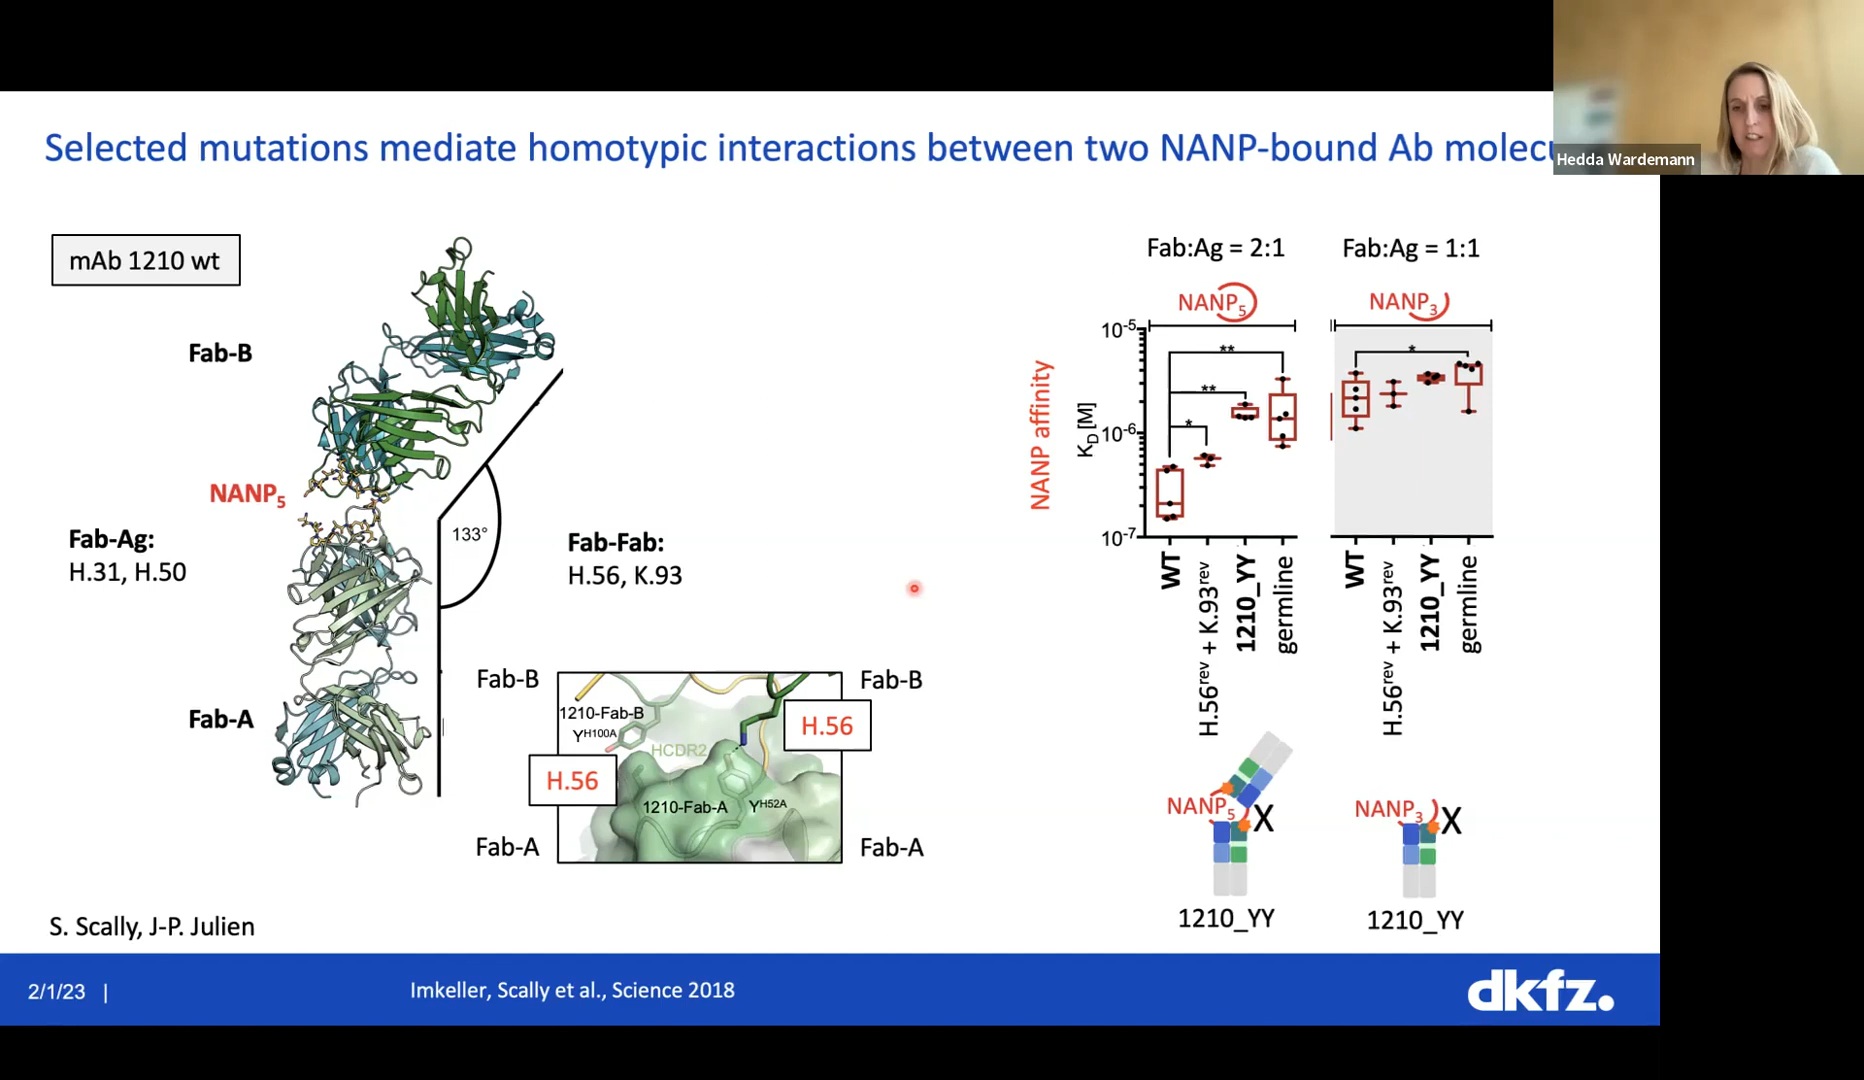 Selected mutations mediate homotypic interactions between two NANP-bound Ab
Hedda Wardemann
mAb 1210 wt
Fab-B
NANP5
Fab-Ag:
H.31, H.50
133°
Fab-Fab:
H.56, K.93
Fab-A
Fab-B
Fab-B
1210-Fab-B
YH100A
H.56
HCDR2
H.56
1210-Fab-A
YH52A
Fab-A
Fab-A
Fab:Ag = 2:1
Fab:Ag = 1:1
NANP5
NANP3
NANP affinity
KD [M]
10-5
10-6
10-7
**
**
*
*
WT
H.56rev + K.93rev
1210_YY
germline
WT
H.56rev + K.93rev
1210_YY
germline
NANP5
X
NANP3
X
1210_YY
1210_YY
S. Scally, J-P. Julien
2/1/23 |
Imkeller, Scally et al., Science 2018
dkfz.